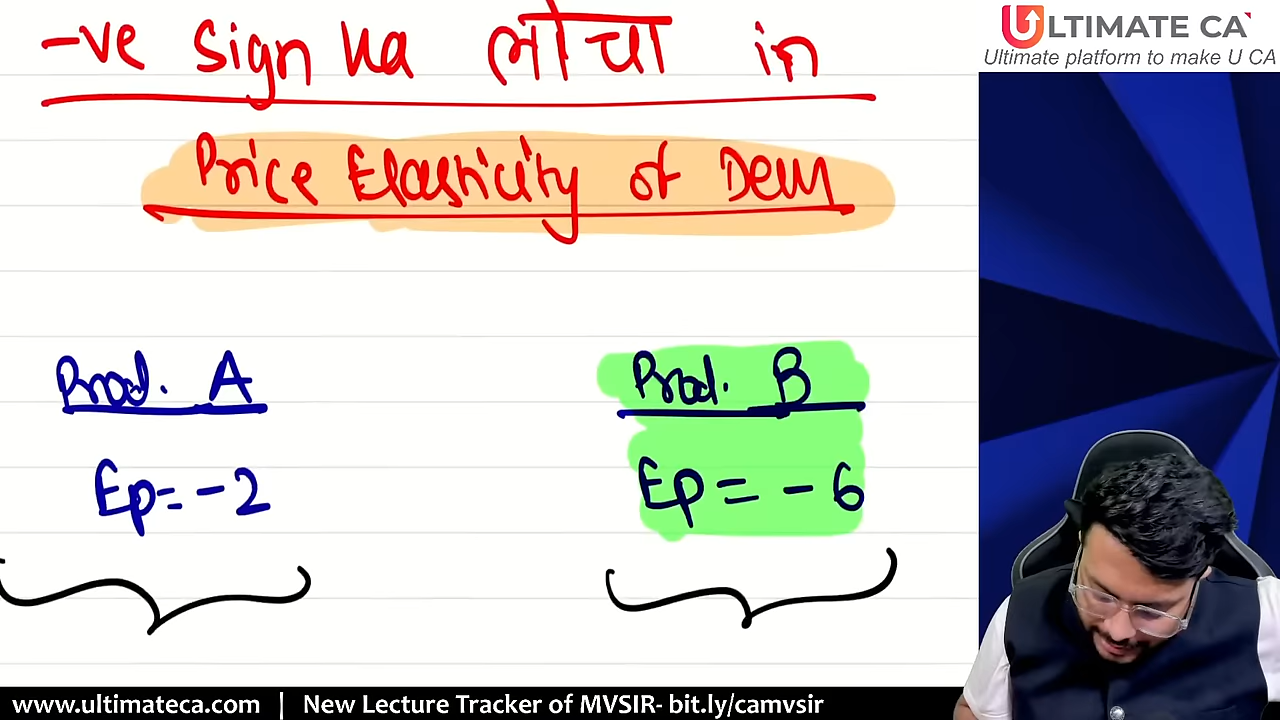 -ve sign ka लोचा in
Price Elasticity of Dem
Prod. A
Ep = -2
Prod. B
Ep = -6
ULTIMATE CA
Ultimate platform to make U CA
www.ultimateca.com | New Lecture Tracker of MVSIR- bit.ly/camvsir